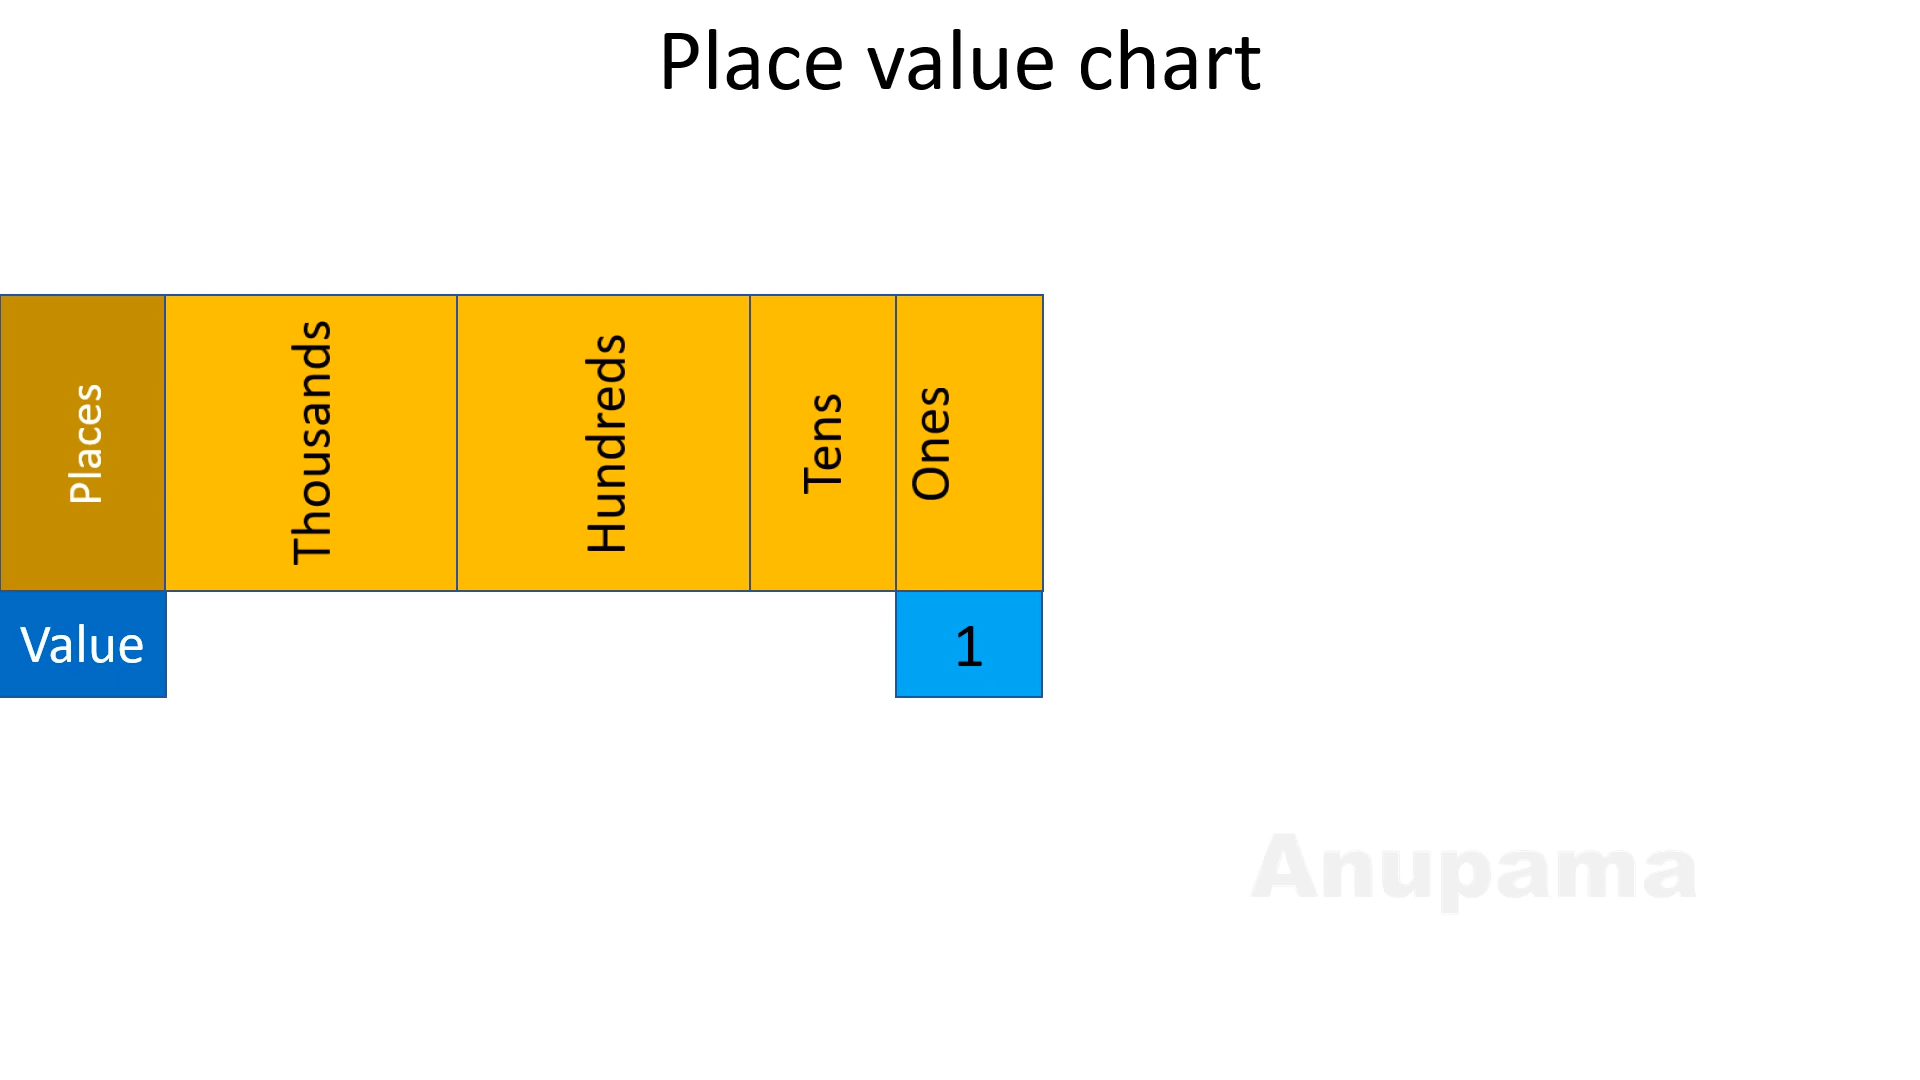 Place value chart
Places
Thousands
Hundreds
Tens
Ones
Value
1
Anupama